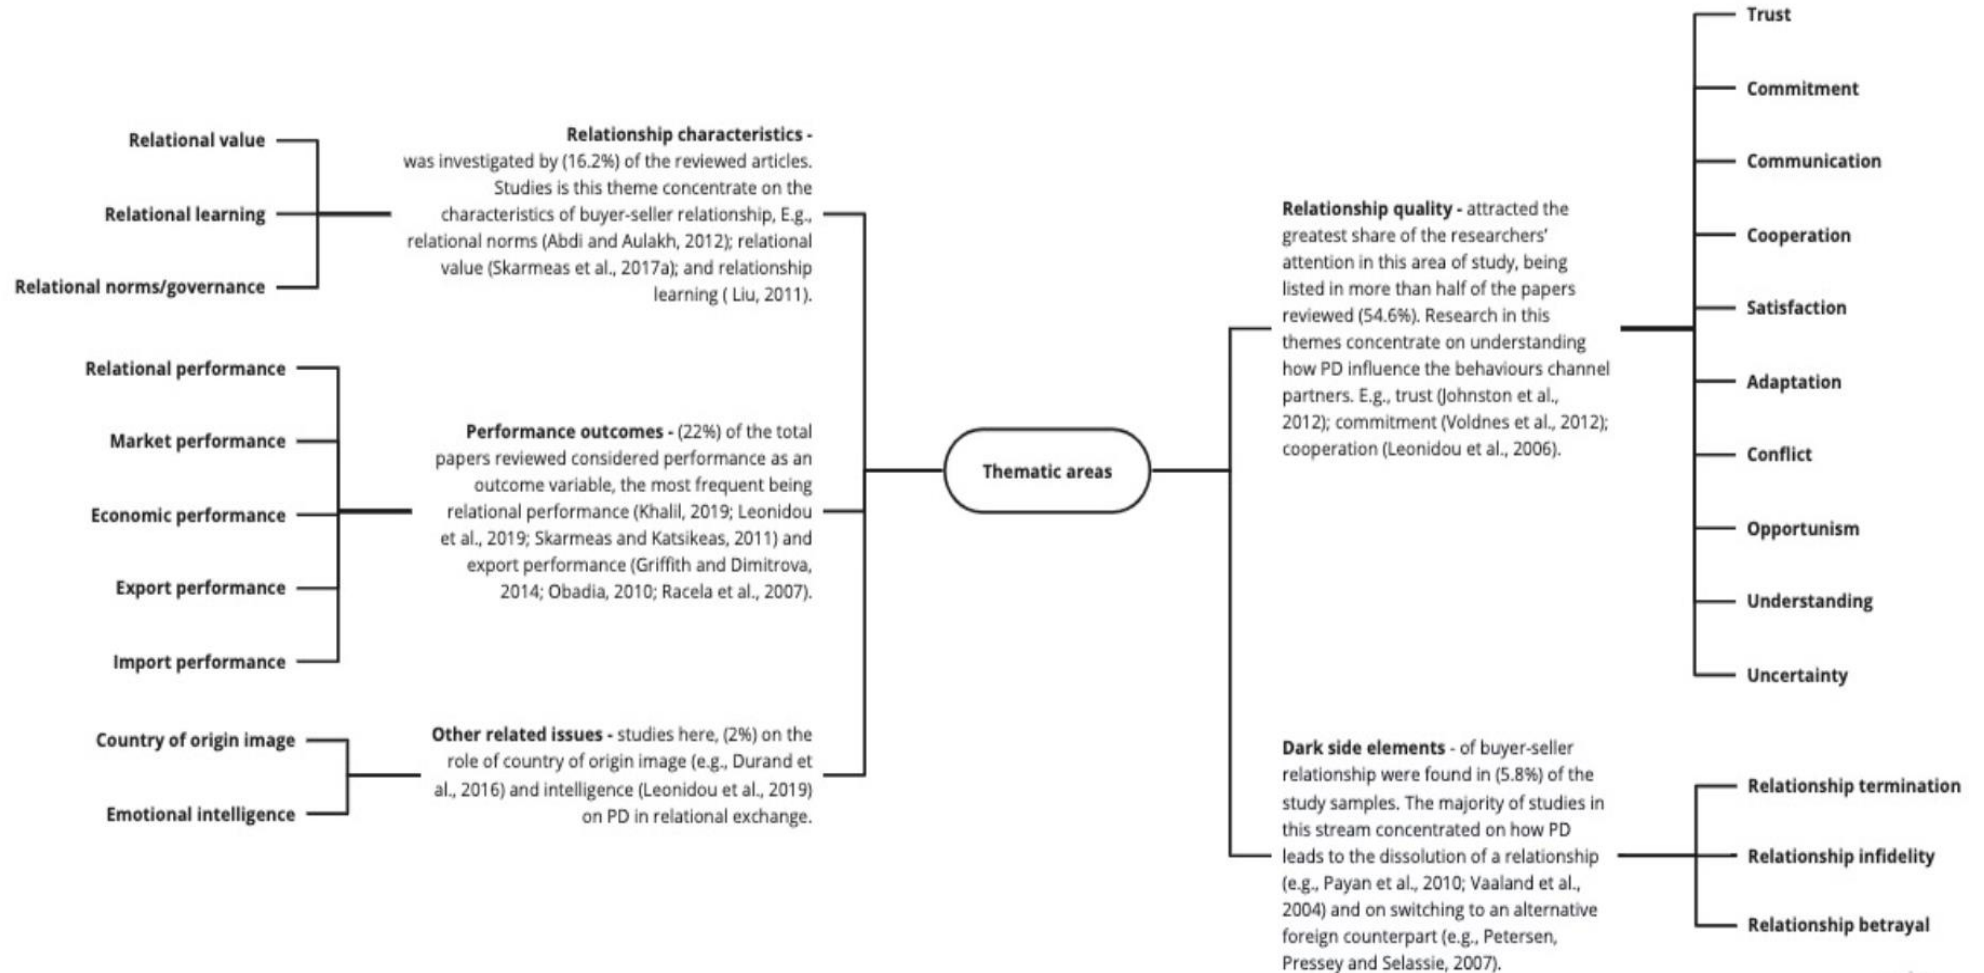 Relational value
Relational learning
Relational norms/governance
Relationship characteristics -
was investigated by (16.2%) of the reviewed articles.
Studies is this theme concentrate on the
characteristics of buyer-seller relationship, E.g.,
relational norms (Abdi and Aulakh, 2012); relational
value (Skarmeas et al., 2017a); and relationship
learning ( Liu, 2011).
Relational performance
Market performance
Economic performance
Export performance
Import performance
Performance outcomes - (22%) of the total
papers reviewed considered performance as an
outcome variable, the most frequent being
relational performance (Khalil, 2019; Leonidou
et al., 2019; Skarmeas and Katsikeas, 2011) and
export performance (Griffith and Dimitrova,
2014; Obadia, 2010; Racela et al., 2007).
Country of origin image
Emotional intelligence
Other related issues - studies here, (2%) on the
role of country of origin image (e.g., Durand et
al., 2016) and intelligence (Leonidou et al., 2019)
on PD in relational exchange.
Thematic areas
Relationship quality - attracted the
greatest share of the researchers'
attention in this area of study, being
listed in more than half of the papers
reviewed (54.6%). Research in this
themes concentrate on understanding
how PD influence the behaviours channel
partners. E.g., trust (Johnston et al.,
2012); commitment (Voldnes et al., 2012);
cooperation (Leonidou et al., 2006).
Trust
Commitment
Communication
Cooperation
Satisfaction
Adaptation
Conflict
Opportunism
Understanding
Uncertainty
Dark side elements - of buyer-seller
relationship were found in (5.8%) of the
study samples. The majority of studies in
this stream concentrated on how PD
leads to the dissolution of a relationship
(e.g., Payan et al., 2010; Vaaland et al.,
2004) and on switching to an alternative
foreign counterpart (e.g., Petersen,
Pressey and Selassie, 2007).
Relationship termination
Relationship infidelity
Relationship betrayal